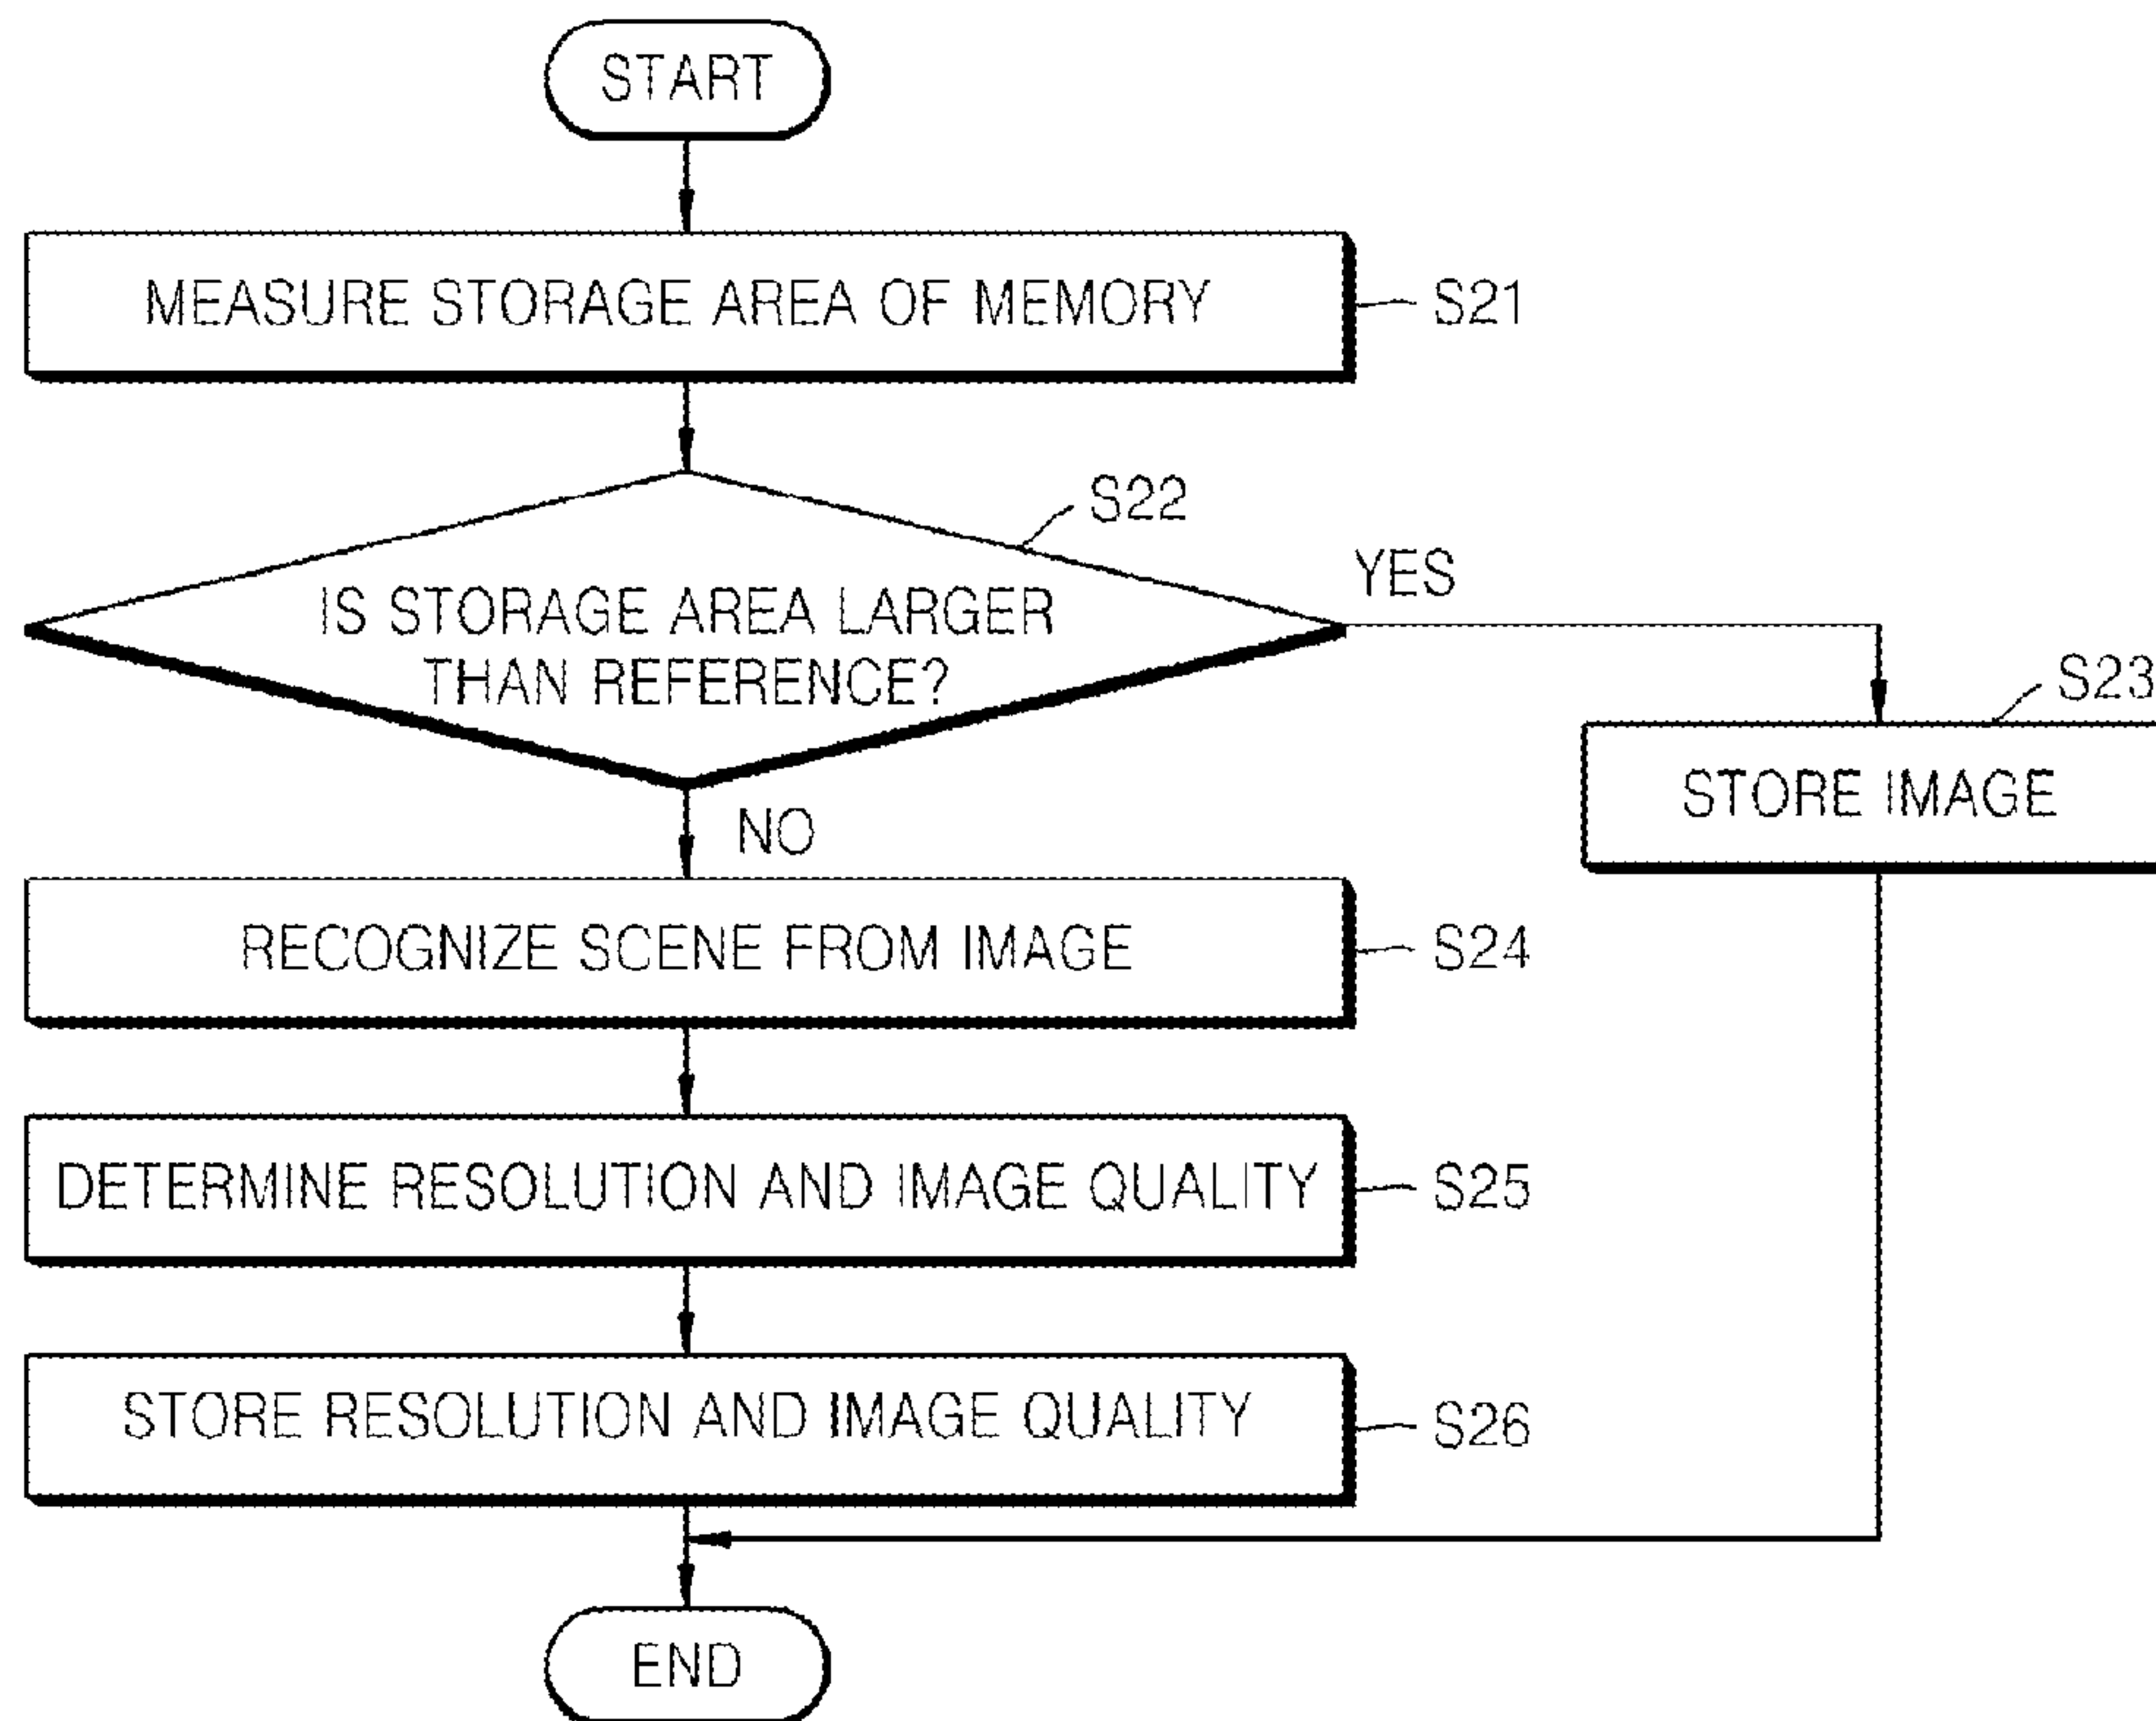 START
MEASURE STORAGE AREA OF MEMORY
S21
S22
IS STORAGE AREA LARGER
THAN REFERENCE?
YES
S23
STORE IMAGE
NO
RECOGNIZE SCENE FROM IMAGE
S24
DETERMINE RESOLUTION AND IMAGE QUALITY
S25
STORE RESOLUTION AND IMAGE QUALITY
S26
END